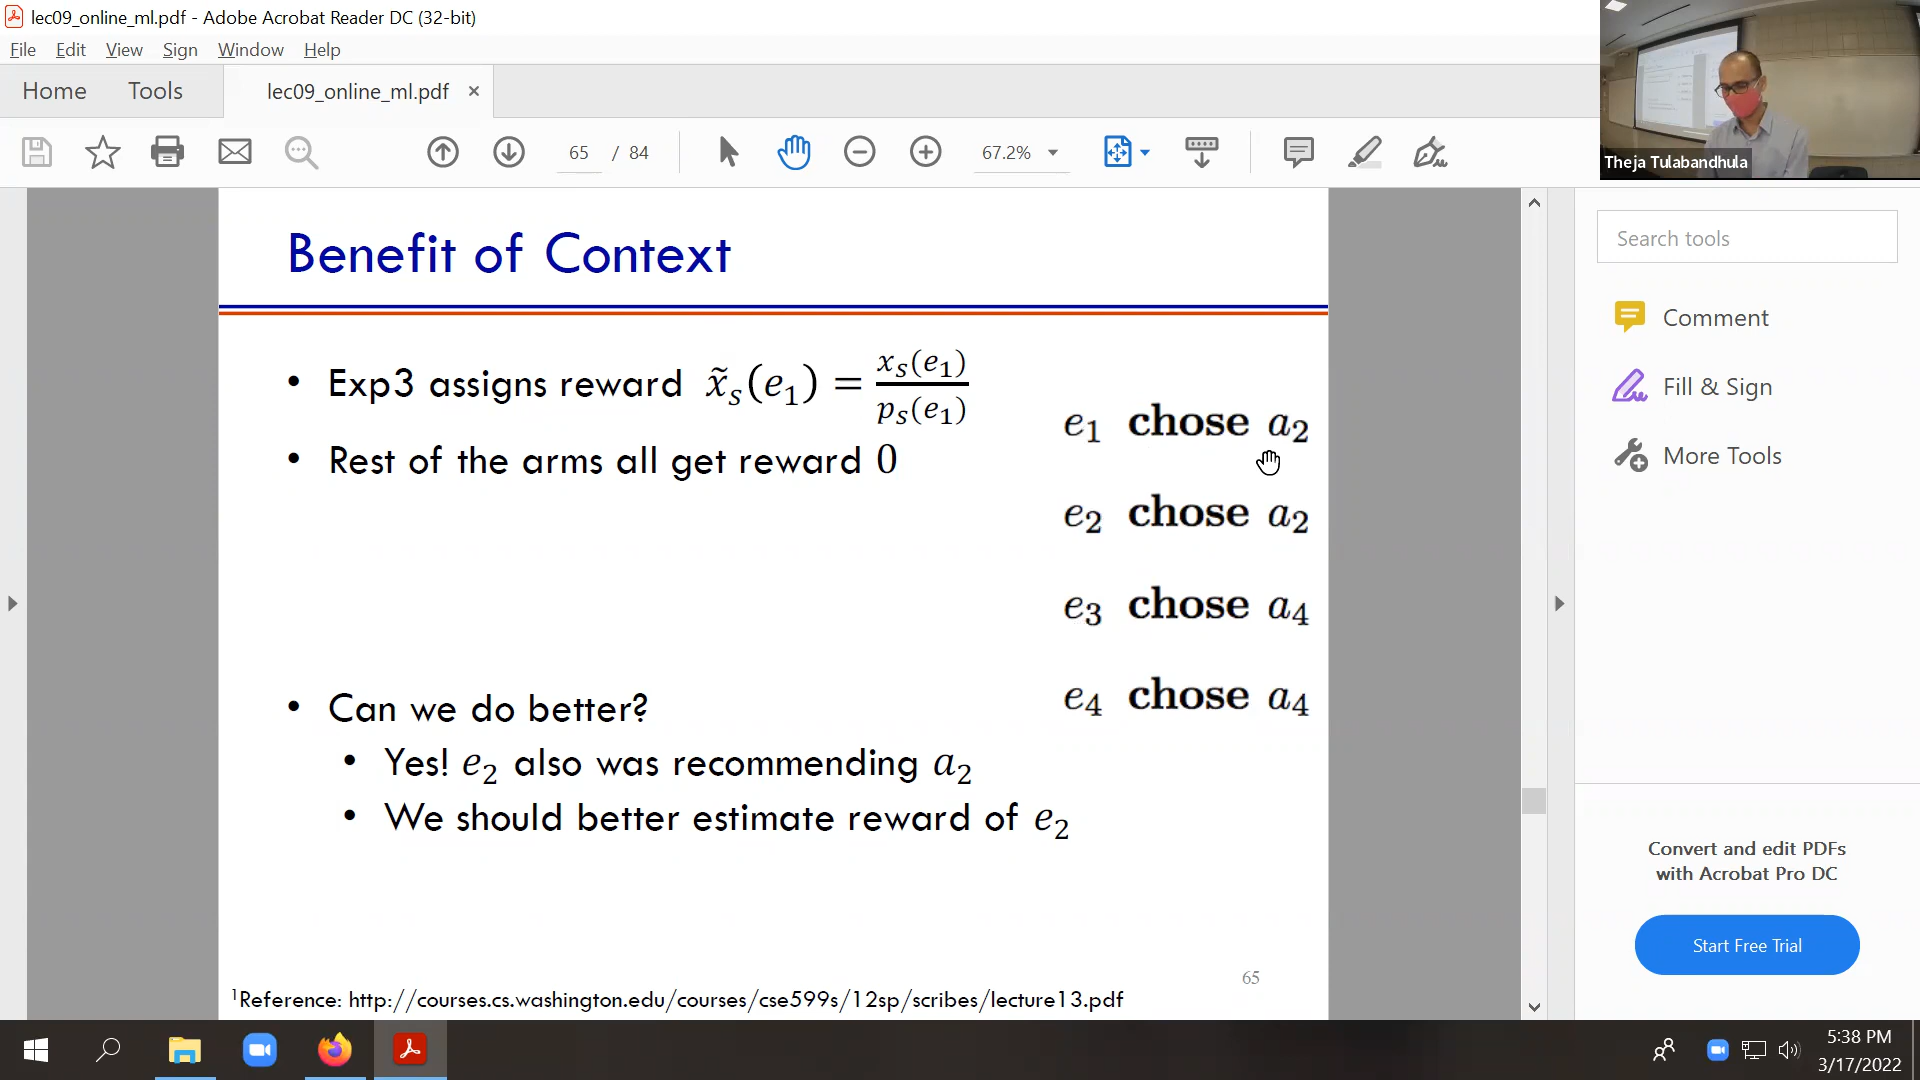 lec09_online_ml.pdf - Adobe Acrobat Reader DC (32-bit)
File Edit View Sign Window Help
Home Tools lec09_online_ml.pdf ×
65 / 84 67.2%
Theja Tulabandhula
Benefit of Context
• Exp3 assigns reward x̃ₛ(e₁) = xₛ(e₁) / pₛ(e₁)
• Rest of the arms all get reward 0
e₁ chose a₂
e₂ chose a₂
e₃ chose a₄
e₄ chose a₄
• Can we do better?
• Yes! e₂ also was recommending a₂
• We should better estimate reward of e₂
65
¹Reference: http://courses.cs.washington.edu/courses/cse599s/12sp/scribes/lecture13.pdf
Search tools
Comment
Fill & Sign
More Tools
Convert and edit PDFs
with Acrobat Pro DC
Start Free Trial
5:38 PM
3/17/2022